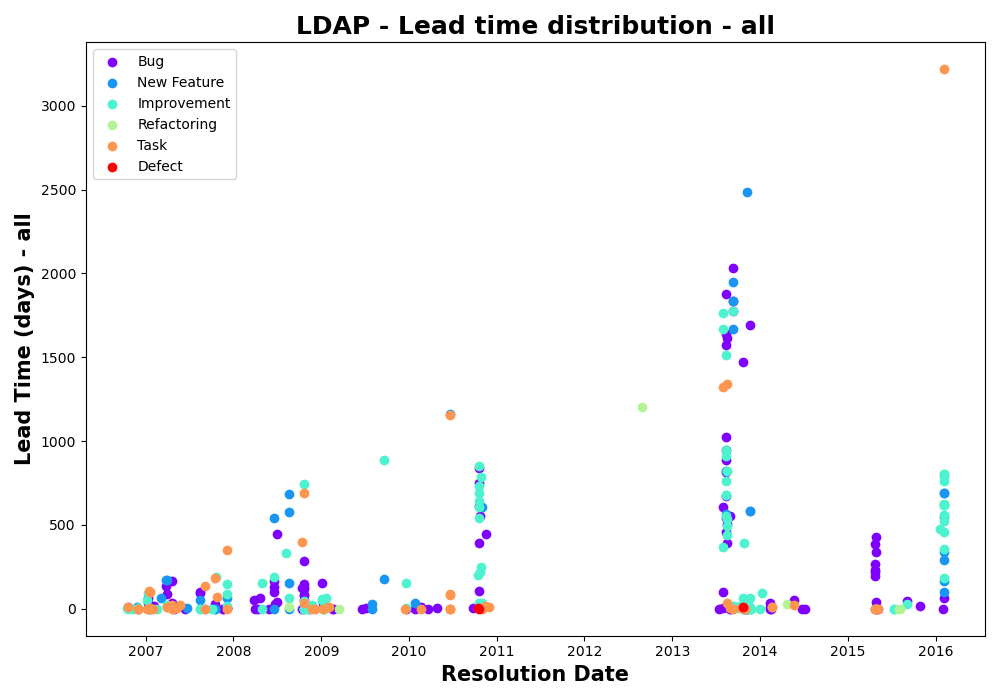 LDAP - Lead time distribution - all
Bug
New Feature
Improvement
Refactoring
Task
Defect
Lead Time (days) - all
3000
2500
2000
1500
1000
500
0
2007 2008 2009 2010 2011 2012 2013 2014 2015 2016
Resolution Date